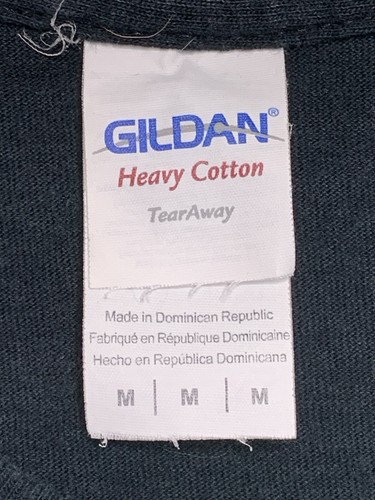 GILDAN®
Heavy Cotton
TearAway
Made in Dominican Republic
Fabriqué en République Dominicaine
Hecho en República Dominicana
M | M | M